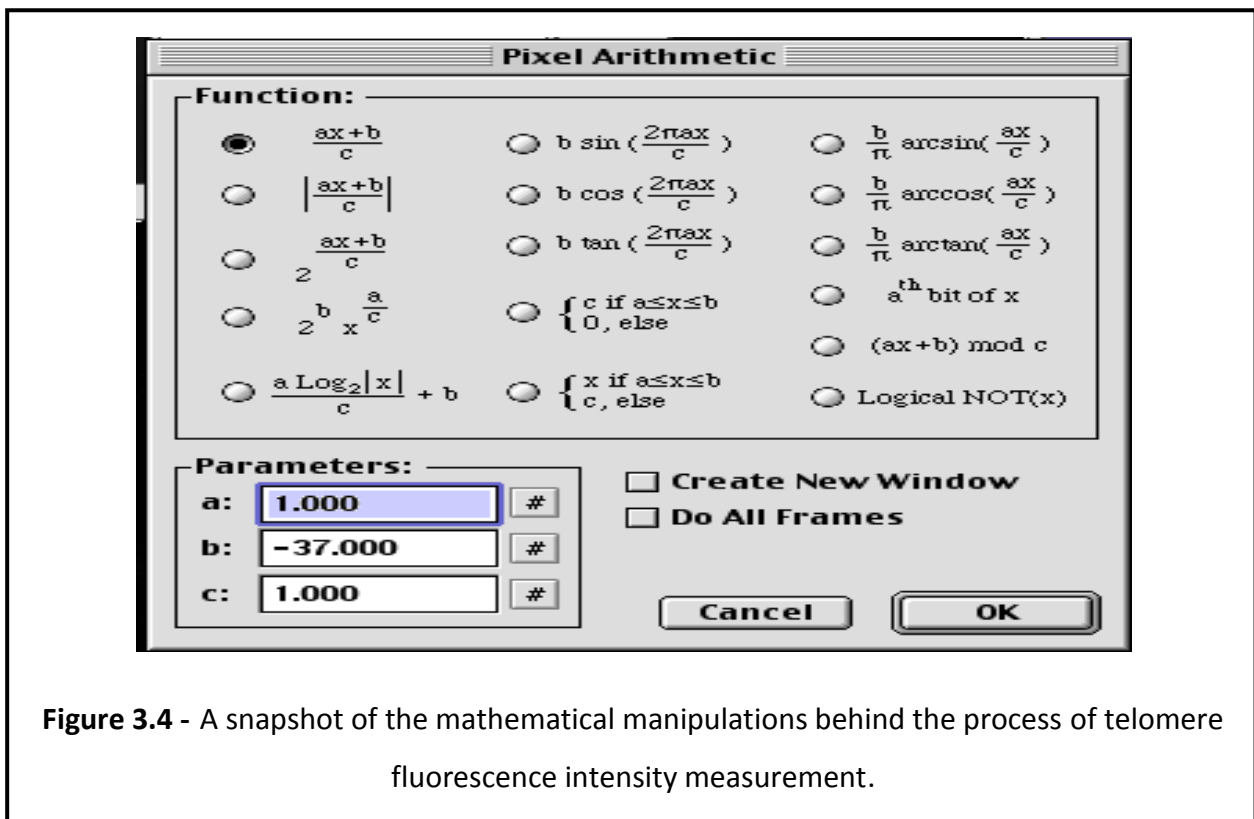 Pixel Arithmetic
Function:
ax+b/c
|ax+b/c|
2^(ax+b/c)
2^b x^(a/c)
a Log₂|x|/c + b
b sin (2πax/c)
b cos (2πax/c)
b tan (2πax/c)
{c if a≤x≤b
0, else
{x if a≤x≤b
c, else
b/π arcsin(ax/c)
b/π arccos(ax/c)
b/π arctan(ax/c)
a^th bit of x
(ax+b) mod c
Logical NOT(x)
Parameters:
a: 1.000 #
b: -37.000 #
c: 1.000 #
Create New Window
Do All Frames
Cancel OK
Figure 3.4 - A snapshot of the mathematical manipulations behind the process of telomere
fluorescence intensity measurement.